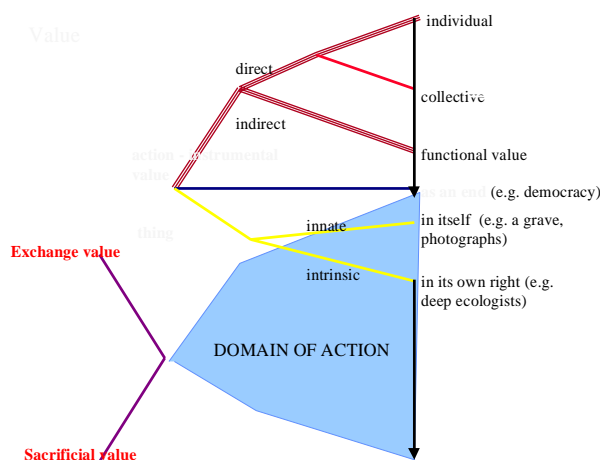 Value
individual
direct
collective
indirect
action - instrumental
value
functional value
as an end (e.g. democracy)
thing
innate
in itself (e.g. a grave,
photographs)
Exchange value
intrinsic
in its own right (e.g.
deep ecologists)
DOMAIN OF ACTION
Sacrificial value